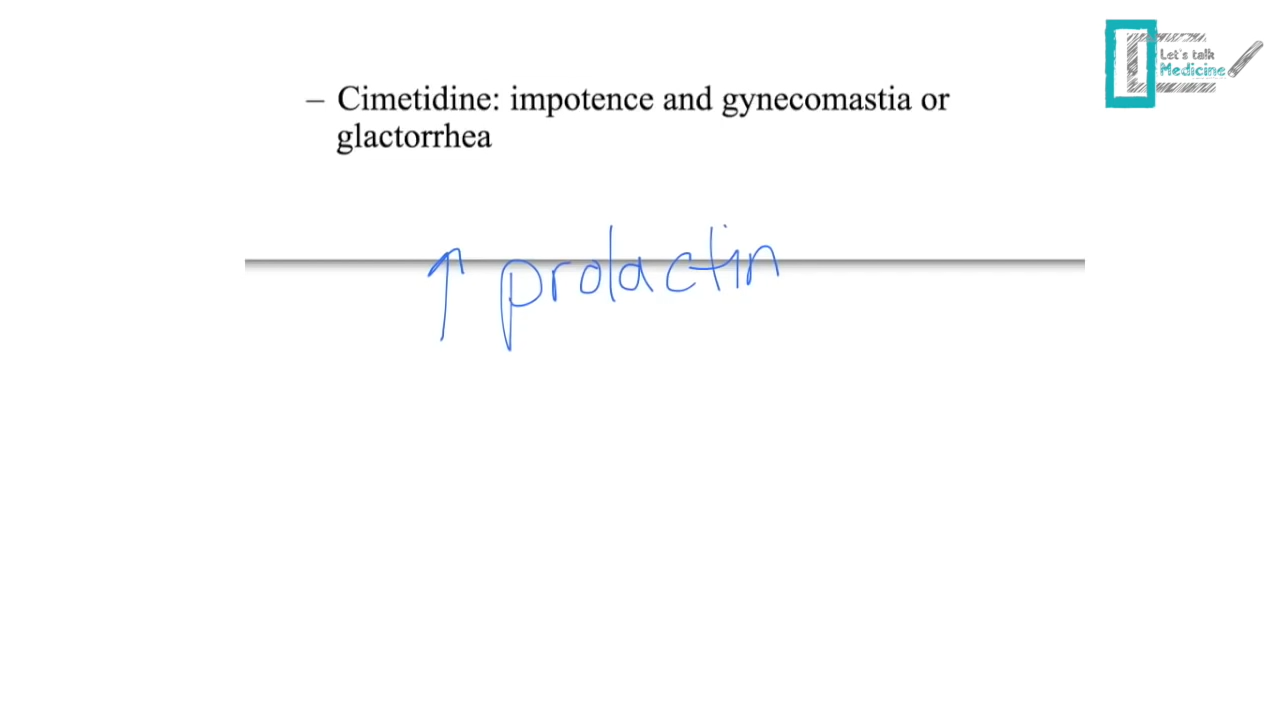 Let's talk
Medicine
– Cimetidine: impotence and gynecomastia or
glactorrhea
↑ prolactin